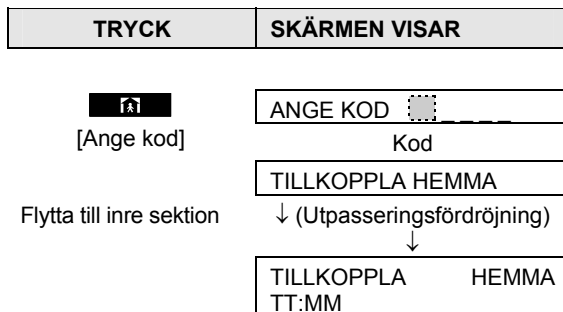 TRYCK SKÄRMEN VISAR
ANGE KOD _ _ _ _
[Ange kod] Kod
TILLKOPPLA HEMMA
Flytta till inre sektion ↓ (Utpasseringsfördröjning)
↓
TILLKOPPLA HEMMA
TT:MM